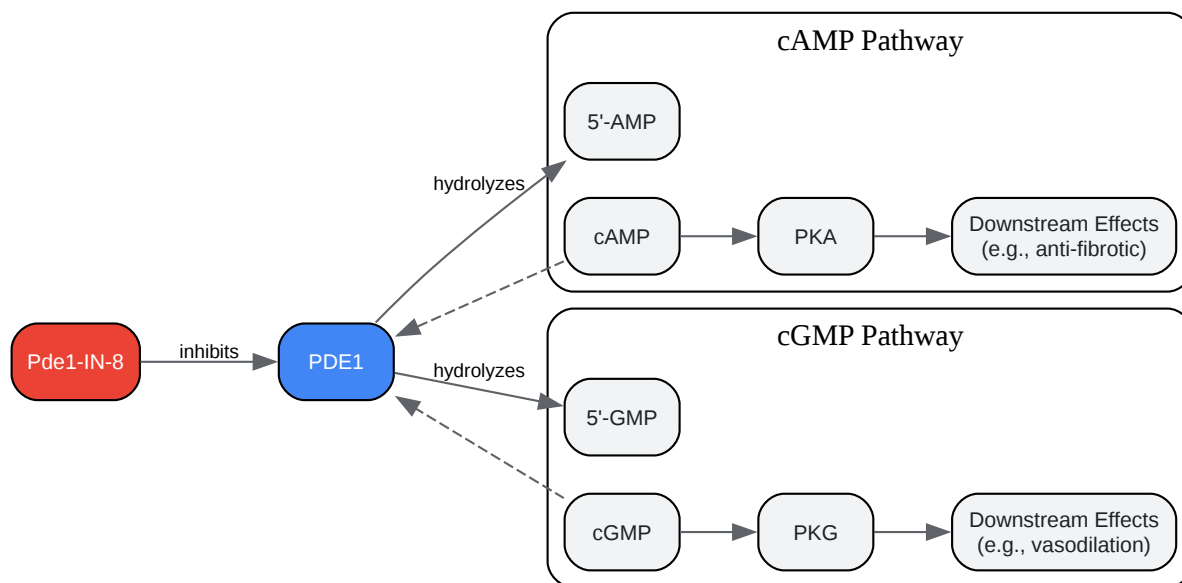 cAMP Pathway
5'-AMP
hydrolyzes
cAMP
PKA
Downstream Effects
(e.g., anti-fibrotic)
cGMP Pathway
Pde1-IN-8
inhibits
PDE1
hydrolyzes
5'-GMP
cGMP
PKG
Downstream Effects
(e.g., vasodilation)